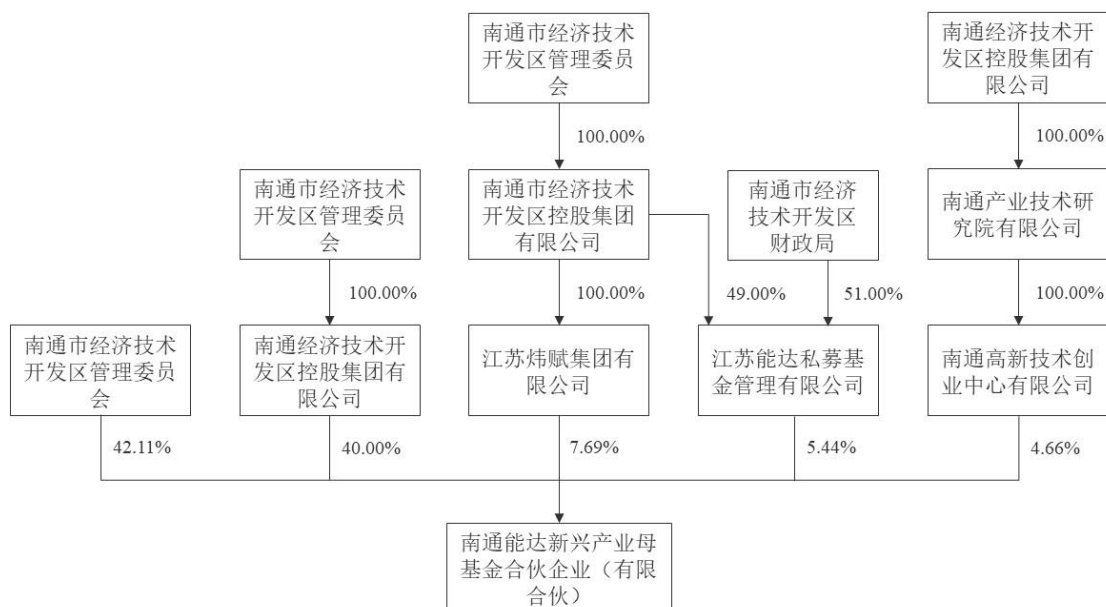 南通市经济技术
开发区管理委员
会
南通经济技术开
发区控股集团有
限公司
100.00%
100.00%
南通市经济技术
开发区管理委员
会
南通市经济技术
开发区控股集团
有限公司
南通市经济
技术开发区
财政局
南通产业技术研
究院有限公司
100.00%
100.00%
49.00%
51.00%
100.00%
南通市经济技术
开发区管理委员
会
南通经济技术开
发区控股集团有
限公司
江苏炜赋集团有
限公司
江苏能达私募基
金管理有限公司
南通高新技术创
业中心有限公司
42.11%
40.00%
7.69%
5.44%
4.66%
南通能达新兴产业母
基金合伙企业（有限
合伙）